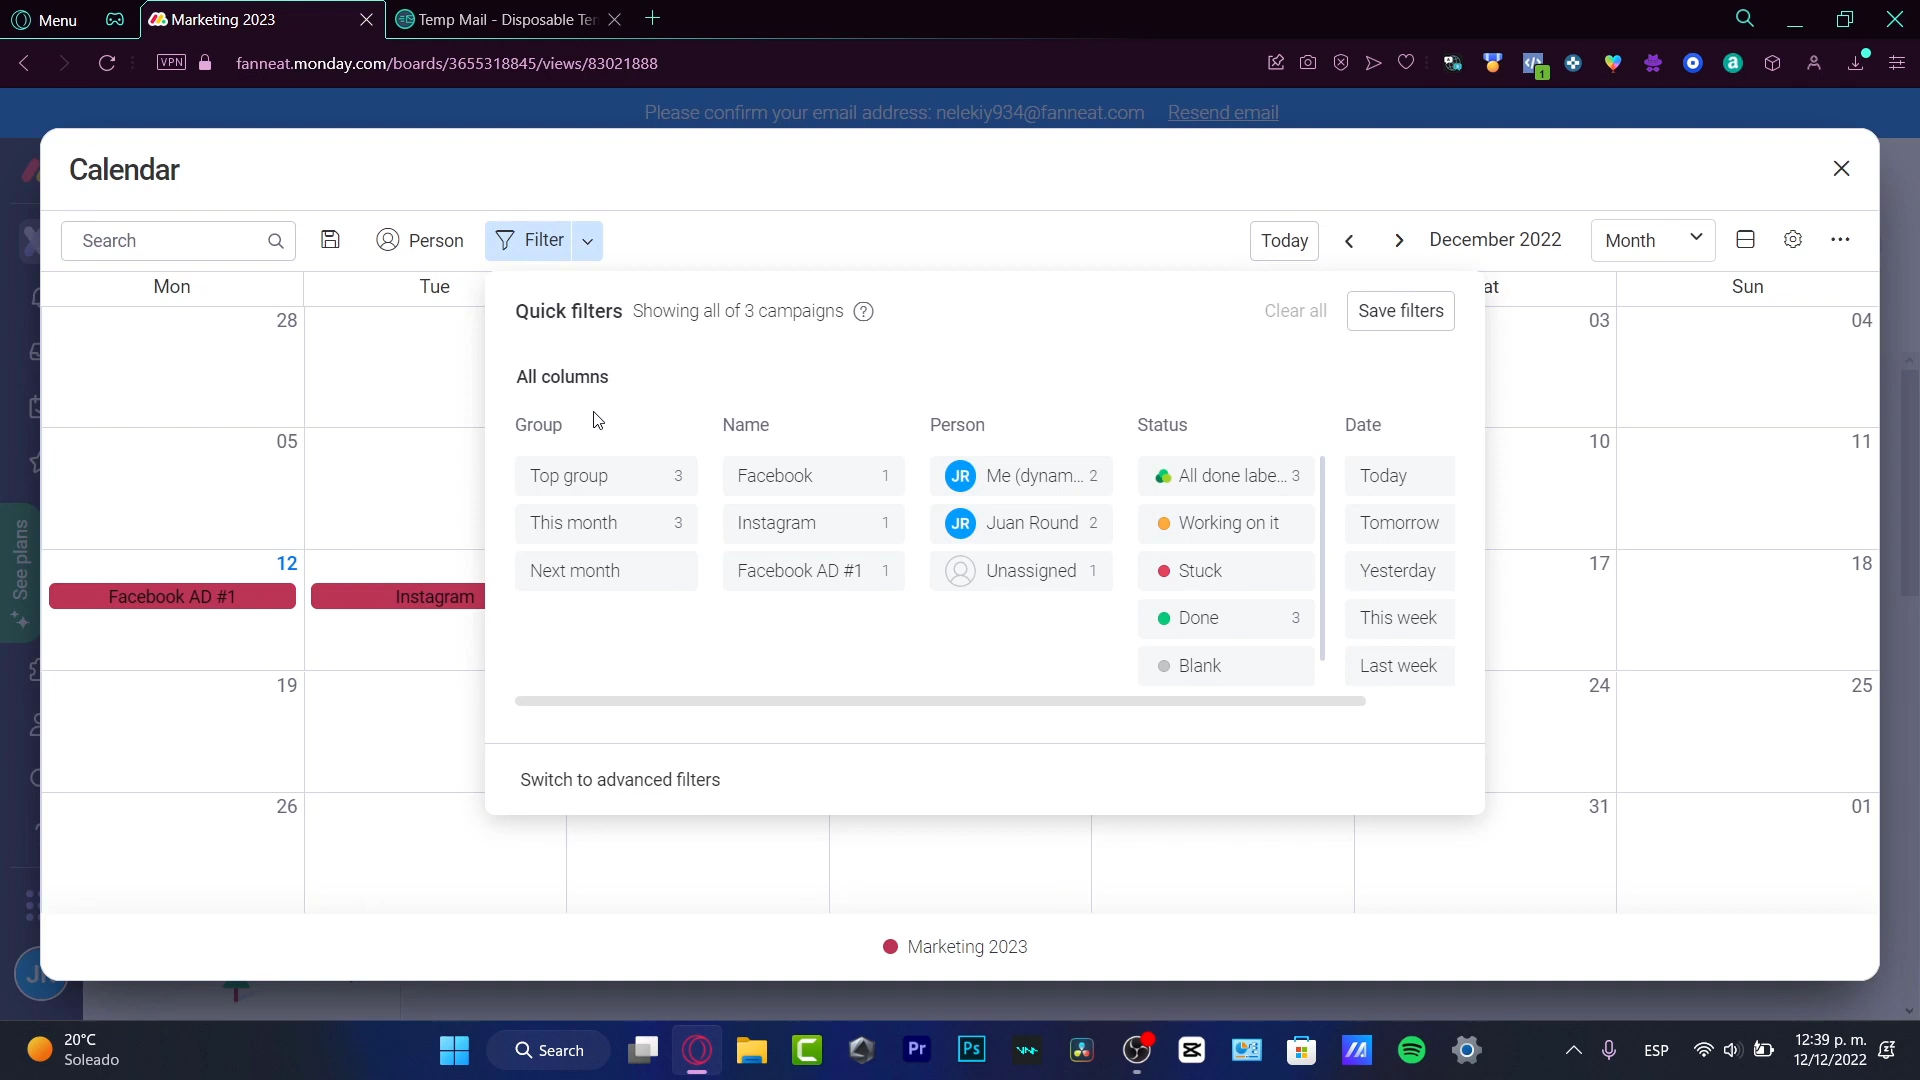 Menu
Marketing 2023
Temp Mail - Disposable Ten
VPN
fanneat.monday.com/boards/3655318845/views/83021888
1
Please confirm your email address: nelekiy934@fanneat.com Resend email
Calendar
Search
Person
Filter
Today
December 2022
Month
Mon
Tue
at
Sun
28
03
04
05
10
11
12
17
18
Facebook AD #1
Instagram
19
24
25
26
31
01
Quick filters Showing all of 3 campaigns ?
Clear all
Save filters
All columns
Group
Name
Person
Status
Date
Top group 3
Facebook 1
JR Me (dynam... 2
All done labe... 3
Today
This month 3
Instagram 1
JR Juan Round 2
Working on it
Tomorrow
Next month
Facebook AD #1 1
Unassigned 1
Stuck
Yesterday
Done 3
This week
Blank
Last week
Switch to advanced filters
See plans
Marketing 2023
20°C
Soleado
Search
Pr
Ps
ESP
12:39 p. m.
12/12/2022